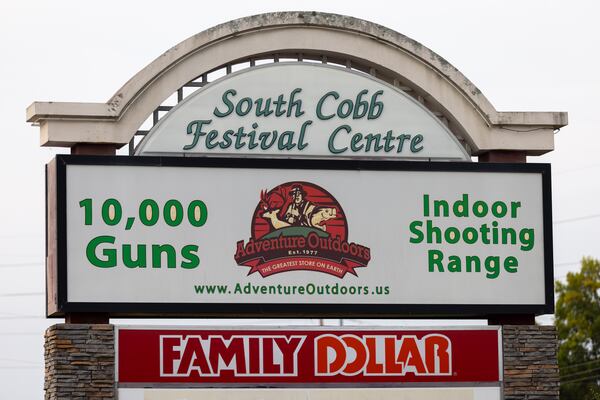 South Cobb
Festival Centre
10,000
Guns
Adventure Outdoors
Est. 1977
THE GREATEST STORE ON EARTH
www.AdventureOutdoors.us
Indoor
Shooting
Range
FAMILY DOLLAR